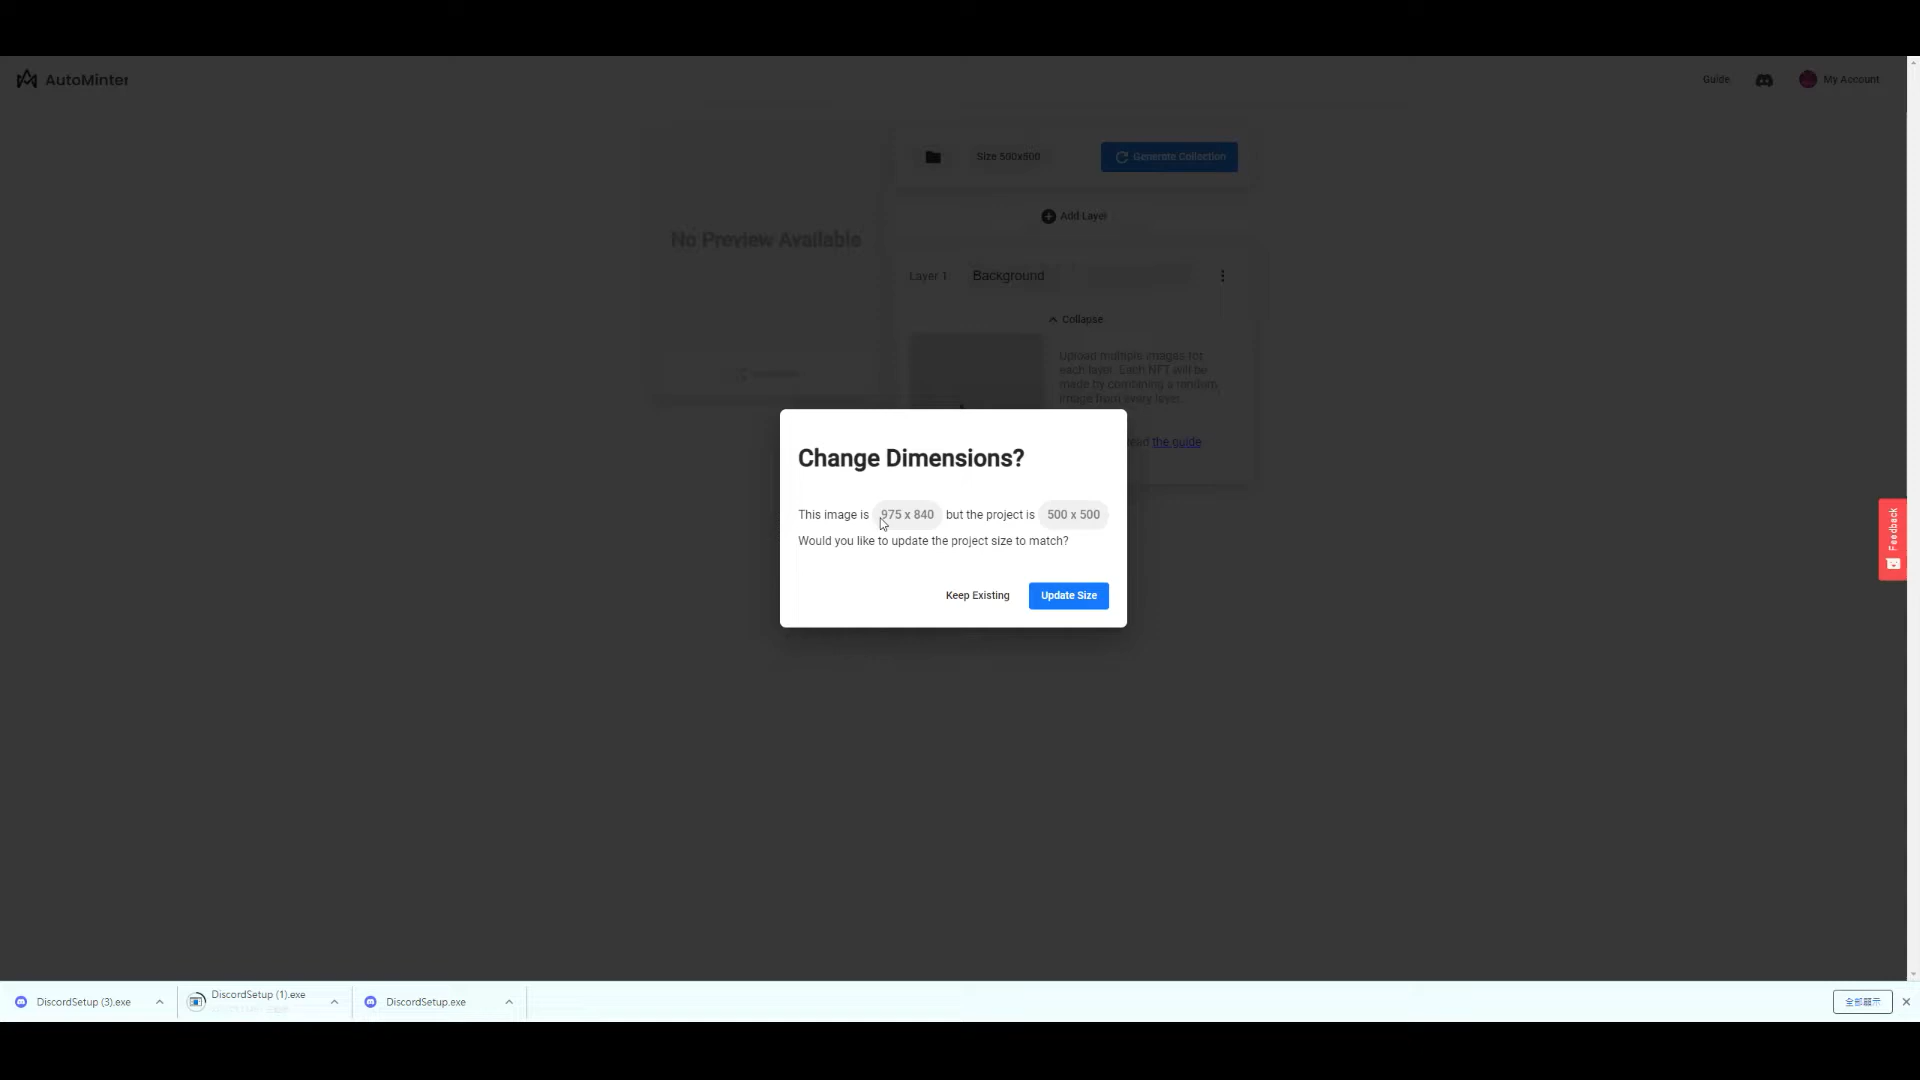 AutoMinter
Guide
My Account
Size 500x500
Generate Collection
Add Layer
No Preview Available
Layer 1
Background
Collapse
Upload multiple images for
each layer. Each NFT will be
made by combining a random
image from every layer.
read the guide
Change Dimensions?
This image is 975 x 840 but the project is 500 x 500
Would you like to update the project size to match?
Keep Existing
Update Size
Feedback
DiscordSetup (3).exe
DiscordSetup (1).exe
DiscordSetup.exe
全部顯示